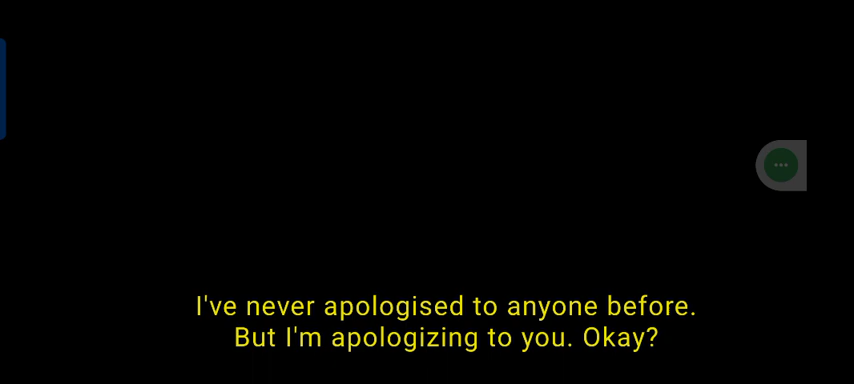 I've never apologised to anyone before.
But I'm apologizing to you. Okay?